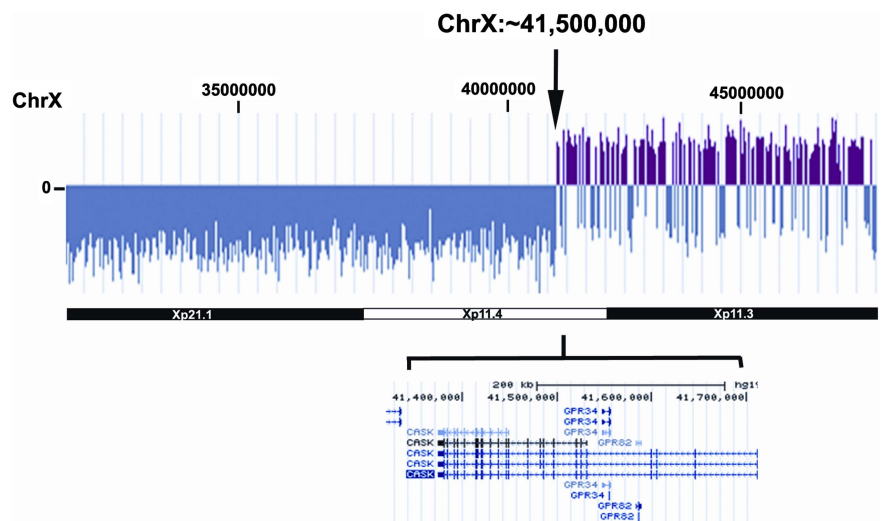 ChrX:~41,500,000
35000000 40000000 45000000
ChrX
0
Xp21.1 Xp11.4 Xp11.3
200 kb hg19
41,400,000 41,500,000 41,600,000 41,700,000
GPR34
GPR34
CASK GPR34
CASK GPR82
CASK
CASK
CASK
GPR34
GPR34
GPR82
GPR82